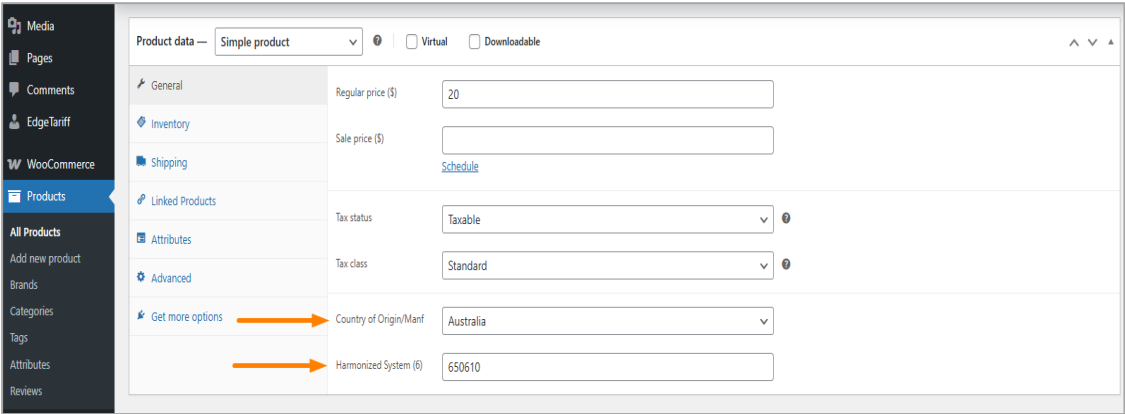 Media
Pages
Comments
EdgeTariff
WooCommerce
Products
All Products
Add new product
Brands
Categories
Tags
Attributes
Reviews
Product data — Simple product Virtual Downloadable
General
Inventory
Shipping
Linked Products
Attributes
Advanced
Get more options
Regular price ($) 20
Sale price ($)
Schedule
Tax status Taxable
Tax class Standard
Country of Origin/Manf Australia
Harmonized System (6) 650610